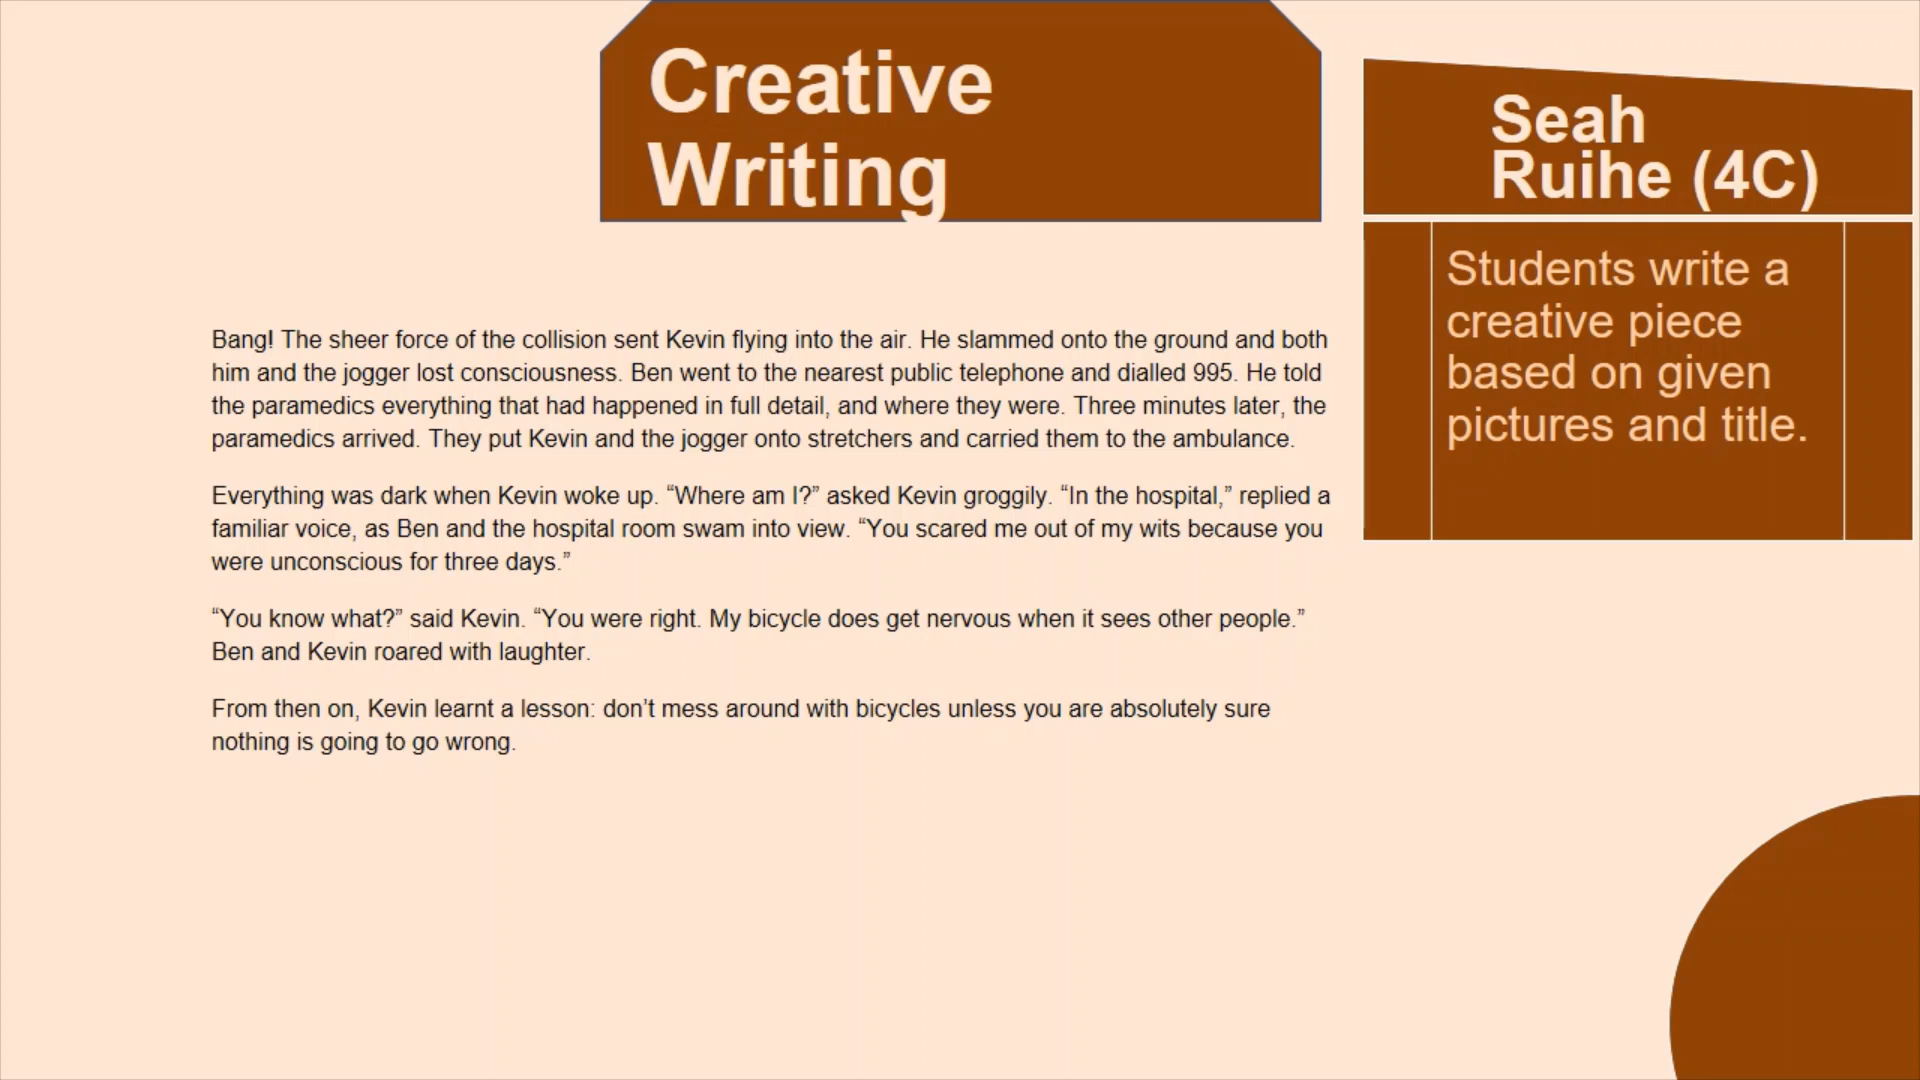 Creative
Writing
Seah
Ruihe (4C)
Students write a
creative piece
based on given
pictures and title.
Bang! The sheer force of the collision sent Kevin flying into the air. He slammed onto the ground and both
him and the jogger lost consciousness. Ben went to the nearest public telephone and dialled 995. He told
the paramedics everything that had happened in full detail, and where they were. Three minutes later, the
paramedics arrived. They put Kevin and the jogger onto stretchers and carried them to the ambulance.
Everything was dark when Kevin woke up. “Where am I?” asked Kevin groggily. “In the hospital,” replied a
familiar voice, as Ben and the hospital room swam into view. “You scared me out of my wits because you
were unconscious for three days.”
“You know what?” said Kevin. “You were right. My bicycle does get nervous when it sees other people.”
Ben and Kevin roared with laughter.
From then on, Kevin learnt a lesson: don’t mess around with bicycles unless you are absolutely sure
nothing is going to go wrong.